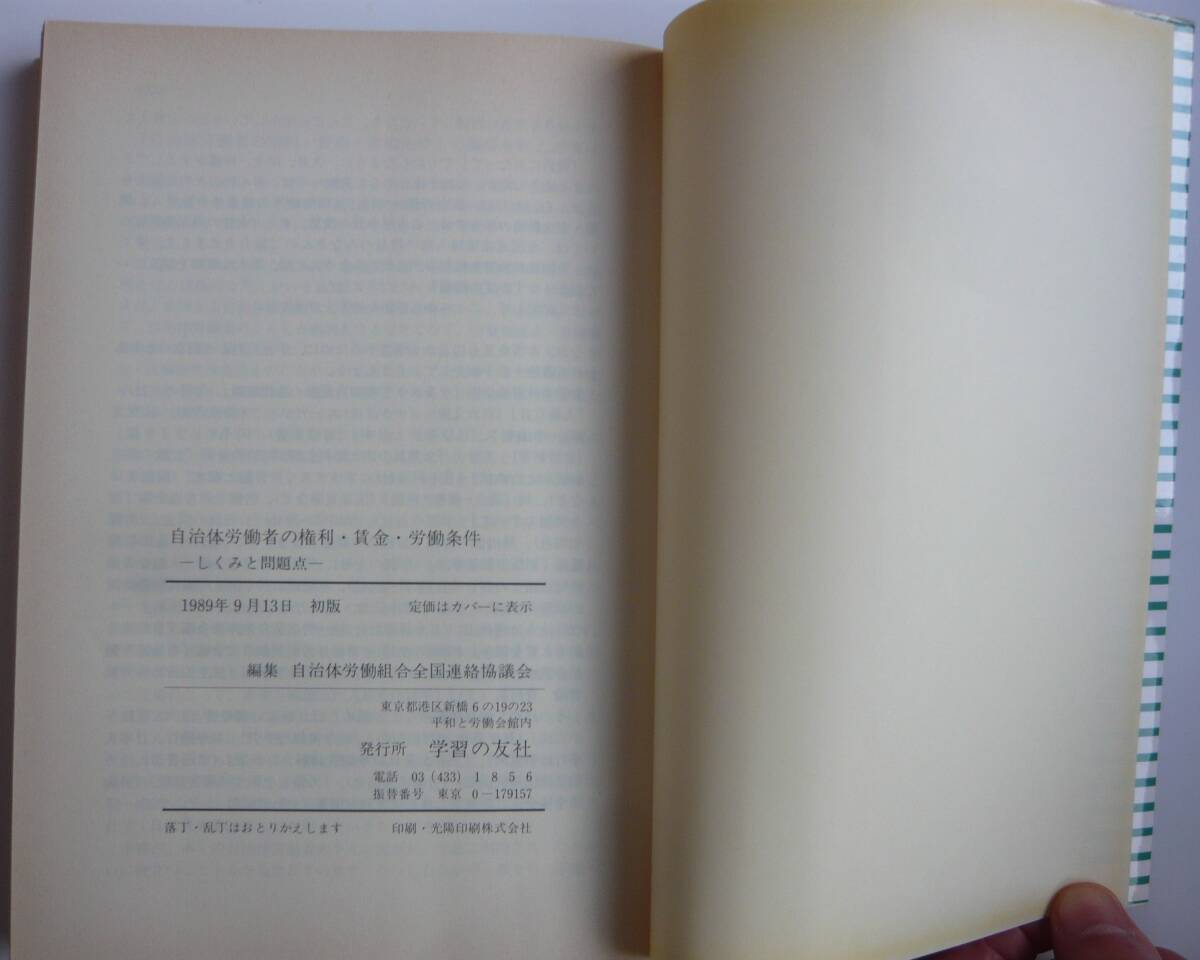 自治体労働者の権利・賃金・労働条件
―しくみと問題点―
1989年9月13日 初版 定価はカバーに表示
編集 自治体労働組合全国連絡協議会
東京都港区新橋6の19の23
平和と労働会館内
発行所 学習の友社
電話 03(433)1856
振替番号 東京 0―179157
落丁・乱丁はおとりかえします 印刷・光陽印刷株式会社